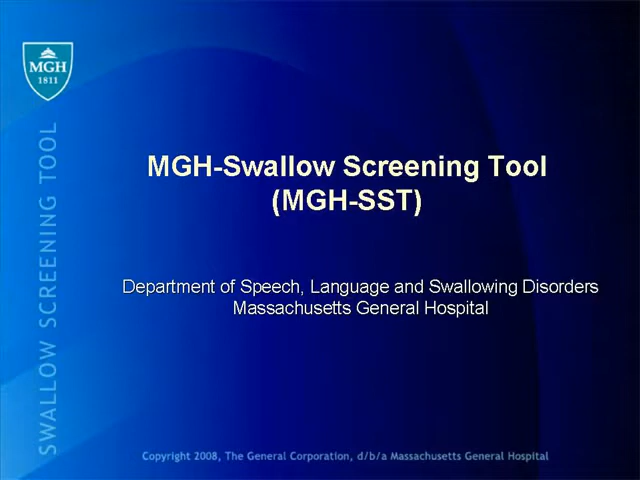 MGH
1811
SWALLOW SCREENING TOOL
MGH-Swallow Screening Tool
(MGH-SST)
Department of Speech, Language and Swallowing Disorders
Massachusetts General Hospital
Copyright 2008, The General Corporation, d/b/a Massachusetts General Hospital